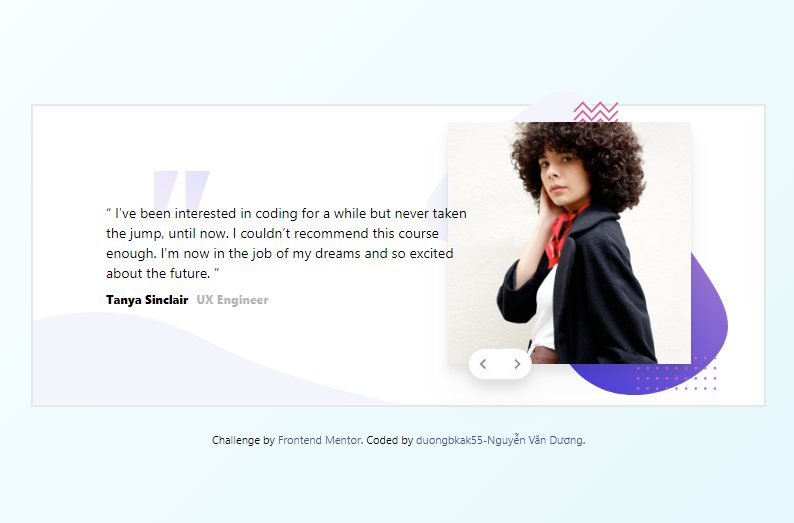 “ I’ve been interested in coding for a while but never taken
the jump, until now. I couldn’t recommend this course
enough. I’m now in the job of my dreams and so excited
about the future. ”
Tanya Sinclair UX Engineer
Challenge by Frontend Mentor. Coded by duongbkak55-Nguyễn Văn Dương.